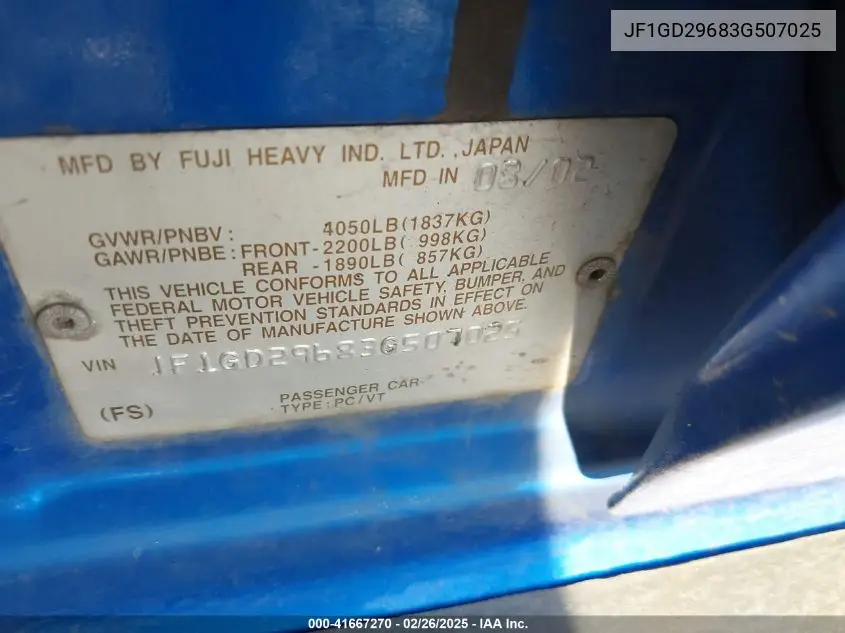 JF1GD29683G507025
MFD BY FUJI HEAVY IND. LTD. ,JAPAN
MFD IN 08/02
GVWR/PNBV : 4050LB(1837KG)
GAWR/PNBE : FRONT-2200LB( 998KG)
REAR -1890LB( 857KG)
THIS VEHICLE CONFORMS TO ALL APPLICABLE
FEDERAL MOTOR VEHICLE SAFETY, BUMPER, AND
THEFT PREVENTION STANDARDS IN EFFECT ON
THE DATE OF MANUFACTURE SHOWN ABOVE.
VIN JF1GD29683G507025
PASSENGER CAR
(FS) TYPE : PC/VT
000-41667270 - 02/26/2025 - IAA Inc.